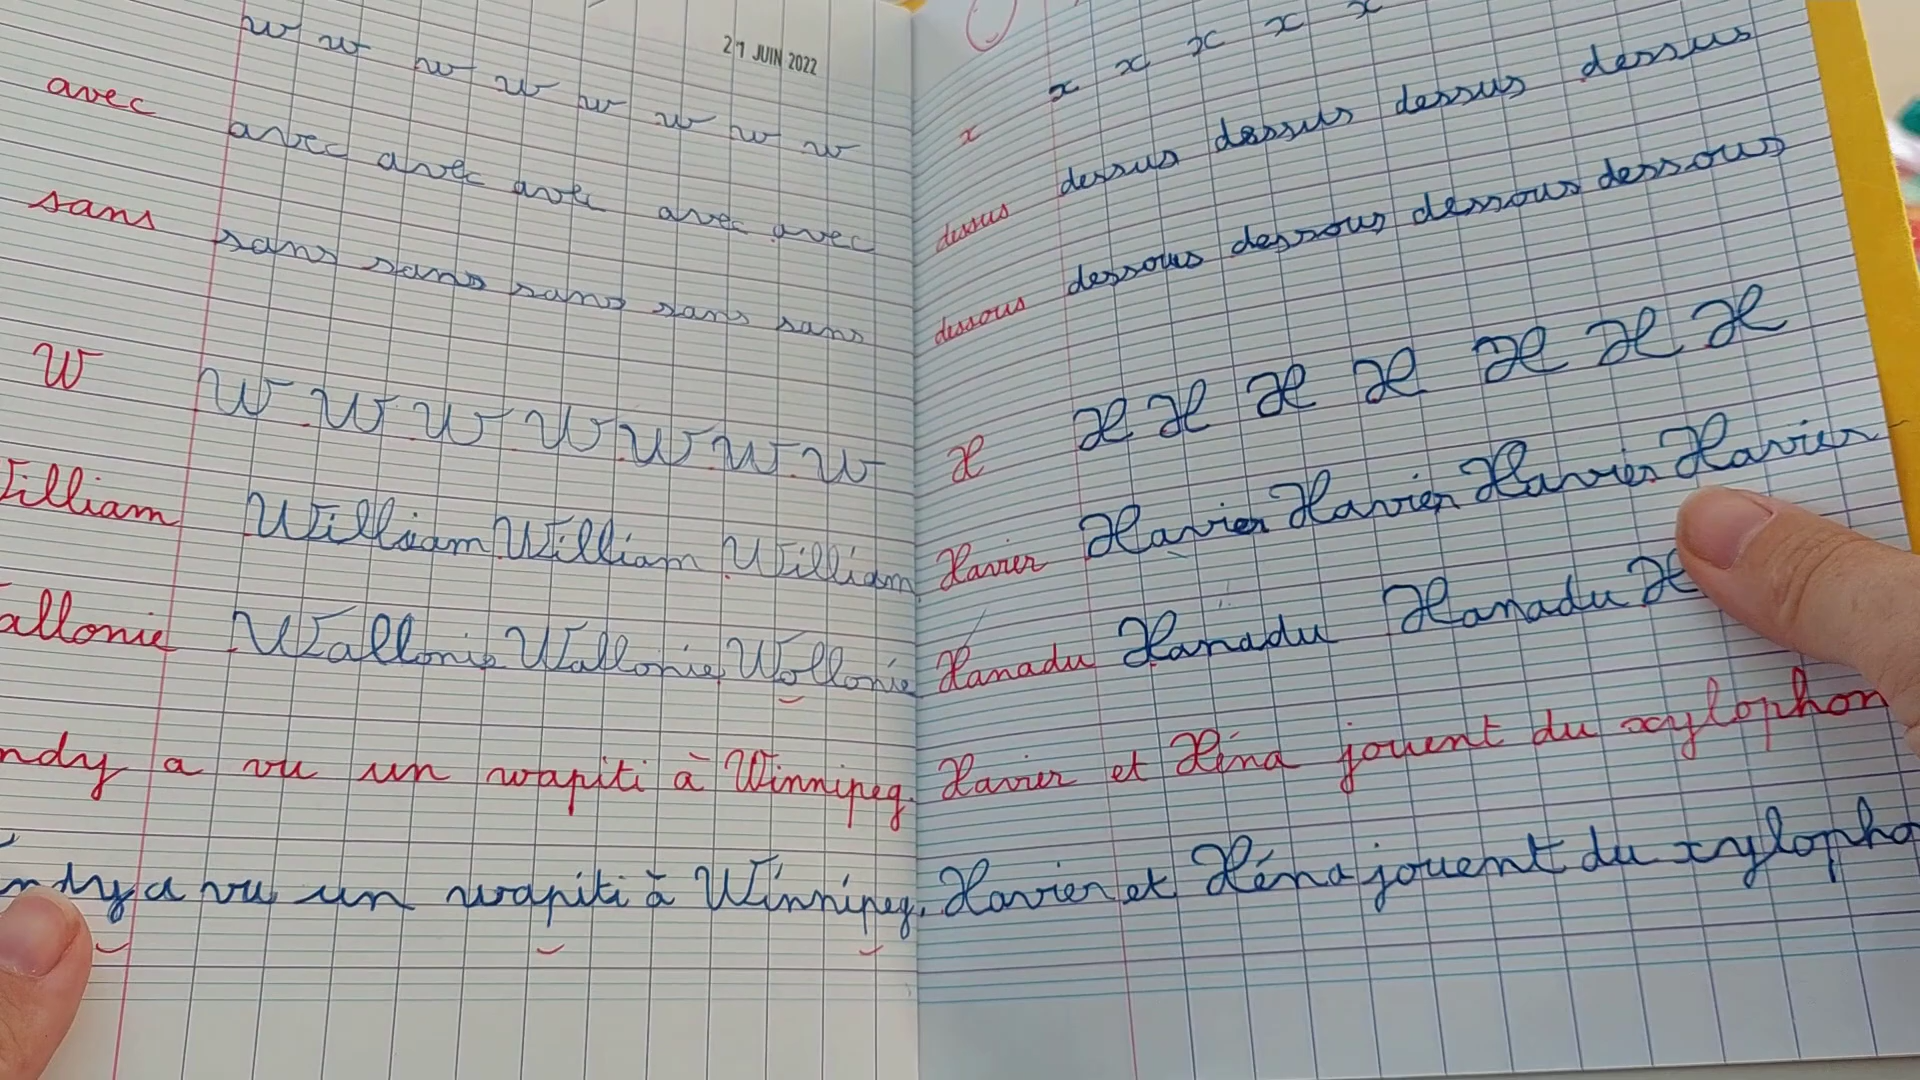 w w w w w w w w
21 JUIN 2022
avec avec avec avec avec avec
sans sans sans sans sans sans
W W W W W W W W
illiam William William William
allonie Wallonie Wallonie Wollonie
ndy a vu un wapiti à Winnipeg.
ndy a vu un wapiti à Winnipeg.
x x x x x x
dessus dessus dessus dessus dessus
dessous dessous dessous dessous dessous
X X X X X X X X
Xavier Xavier Xavier Xavier Xavier
Xanadu Xanadu Xanadu X
Xavier et Xéna jouent du xylophon
Xavier et Xéna jouent du xylopho